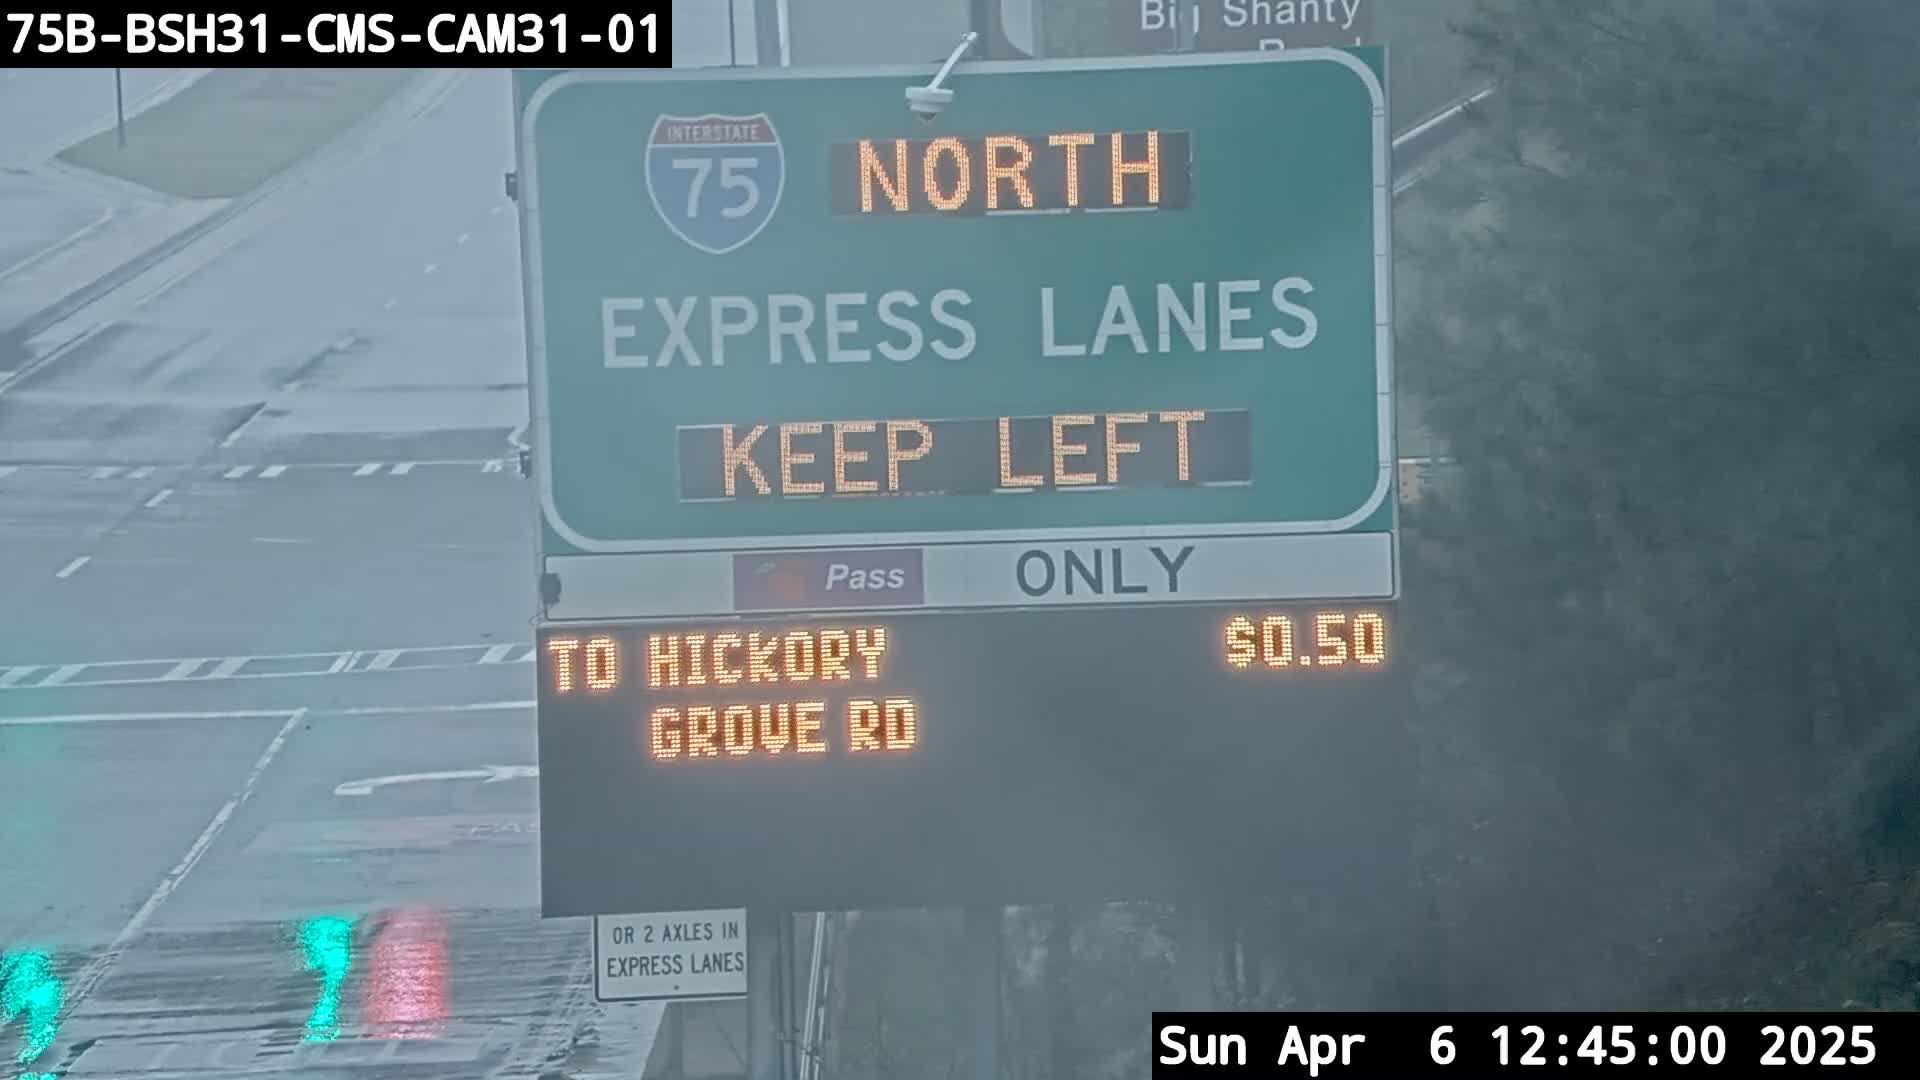 75B-BSH31-CMS-CAM31-01
Big Shanty
INTERSTATE
75
NORTH
EXPRESS LANES
KEEP LEFT
Pass ONLY
TO HICKORY $0.50
GROVE RD
OR 2 AXLES IN
EXPRESS LANES
Sun Apr 6 12:45:00 2025